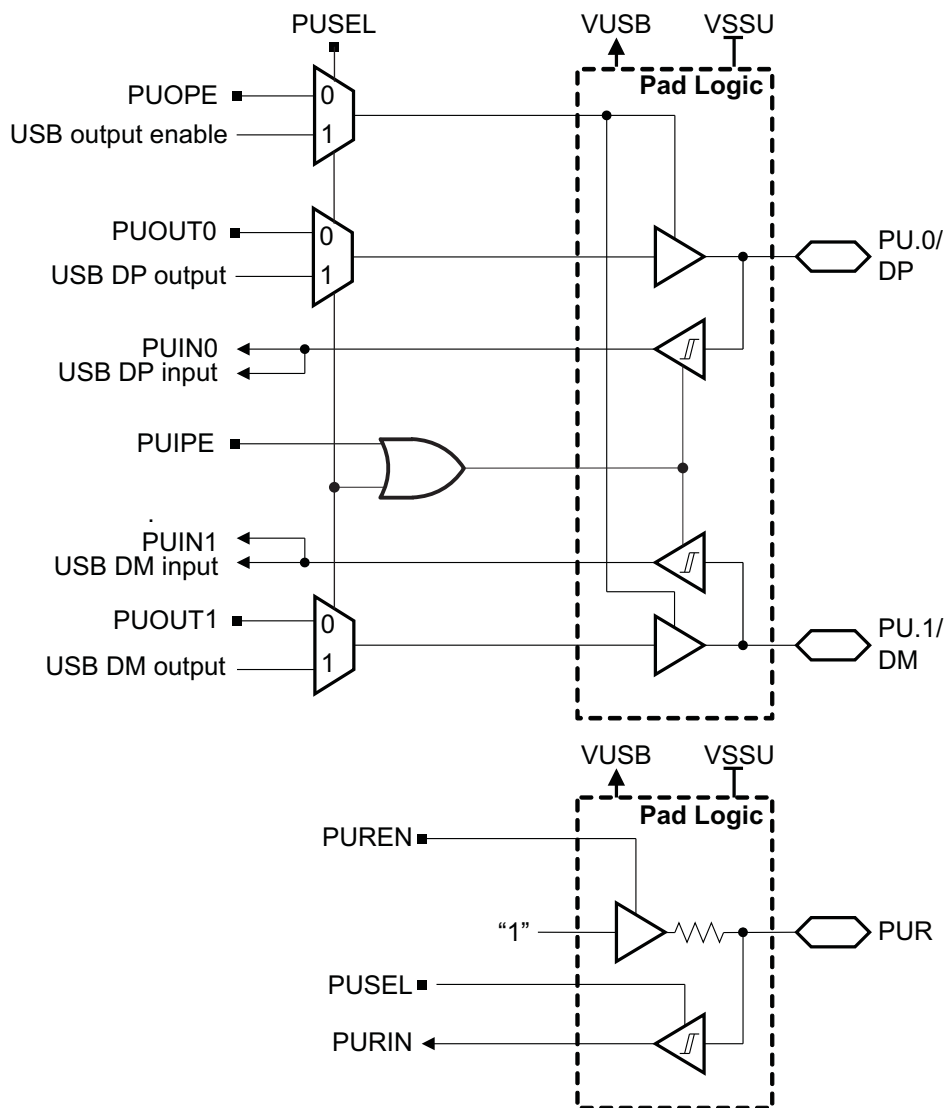 PUSEL
VUSB
VSSU
Pad Logic
PUOPE
0
USB output enable
1
PUOUT0
0
USB DP output
1
PU.0/
DP
PUIN0
USB DP input
PUIPE
.
PUIN1
USB DM input
PUOUT1
0
USB DM output
1
PU.1/
DM
VUSB
VSSU
Pad Logic
PUREN
“1”
PUR
PUSEL
PURIN